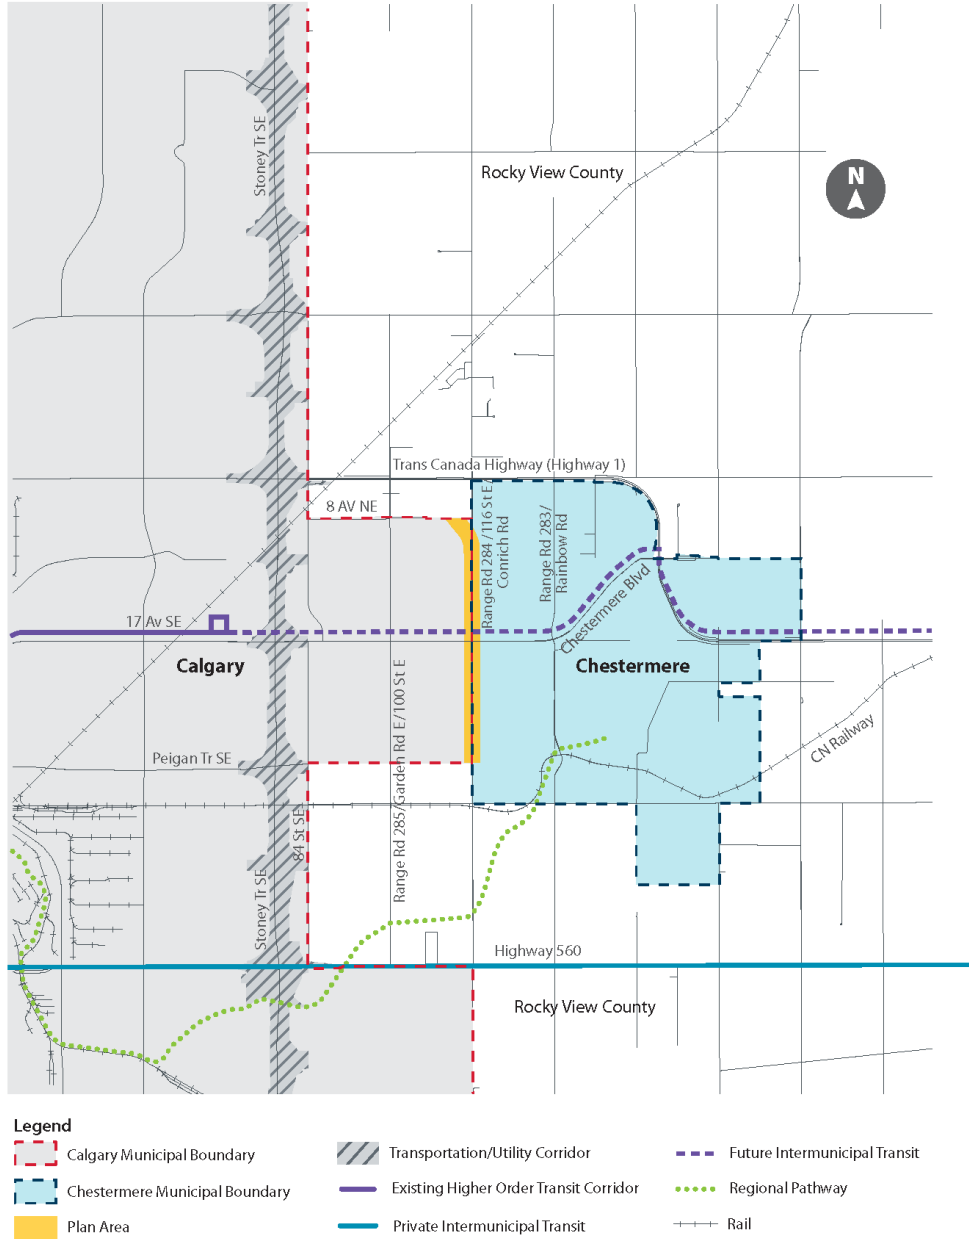 Stoney Tr SE
Rocky View County
N
Trans Canada Highway (Highway 1)
8 AV NE
Range Rd 284 /116 St E/
Conrich Rd
Range Rd 283/
Rainbow Rd
Chestermere Blvd
17 Av SE
Calgary
Chestermere
Range Rd 285/Garden Rd E/100 St E
Peigan Tr SE
CN Railway
84 St SE
Stoney Tr SE
Highway 560
Rocky View County
Legend
Calgary Municipal Boundary
Chestermere Municipal Boundary
Plan Area
Transportation/Utility Corridor
Existing Higher Order Transit Corridor
Private Intermunicipal Transit
Future Intermunicipal Transit
Regional Pathway
Rail